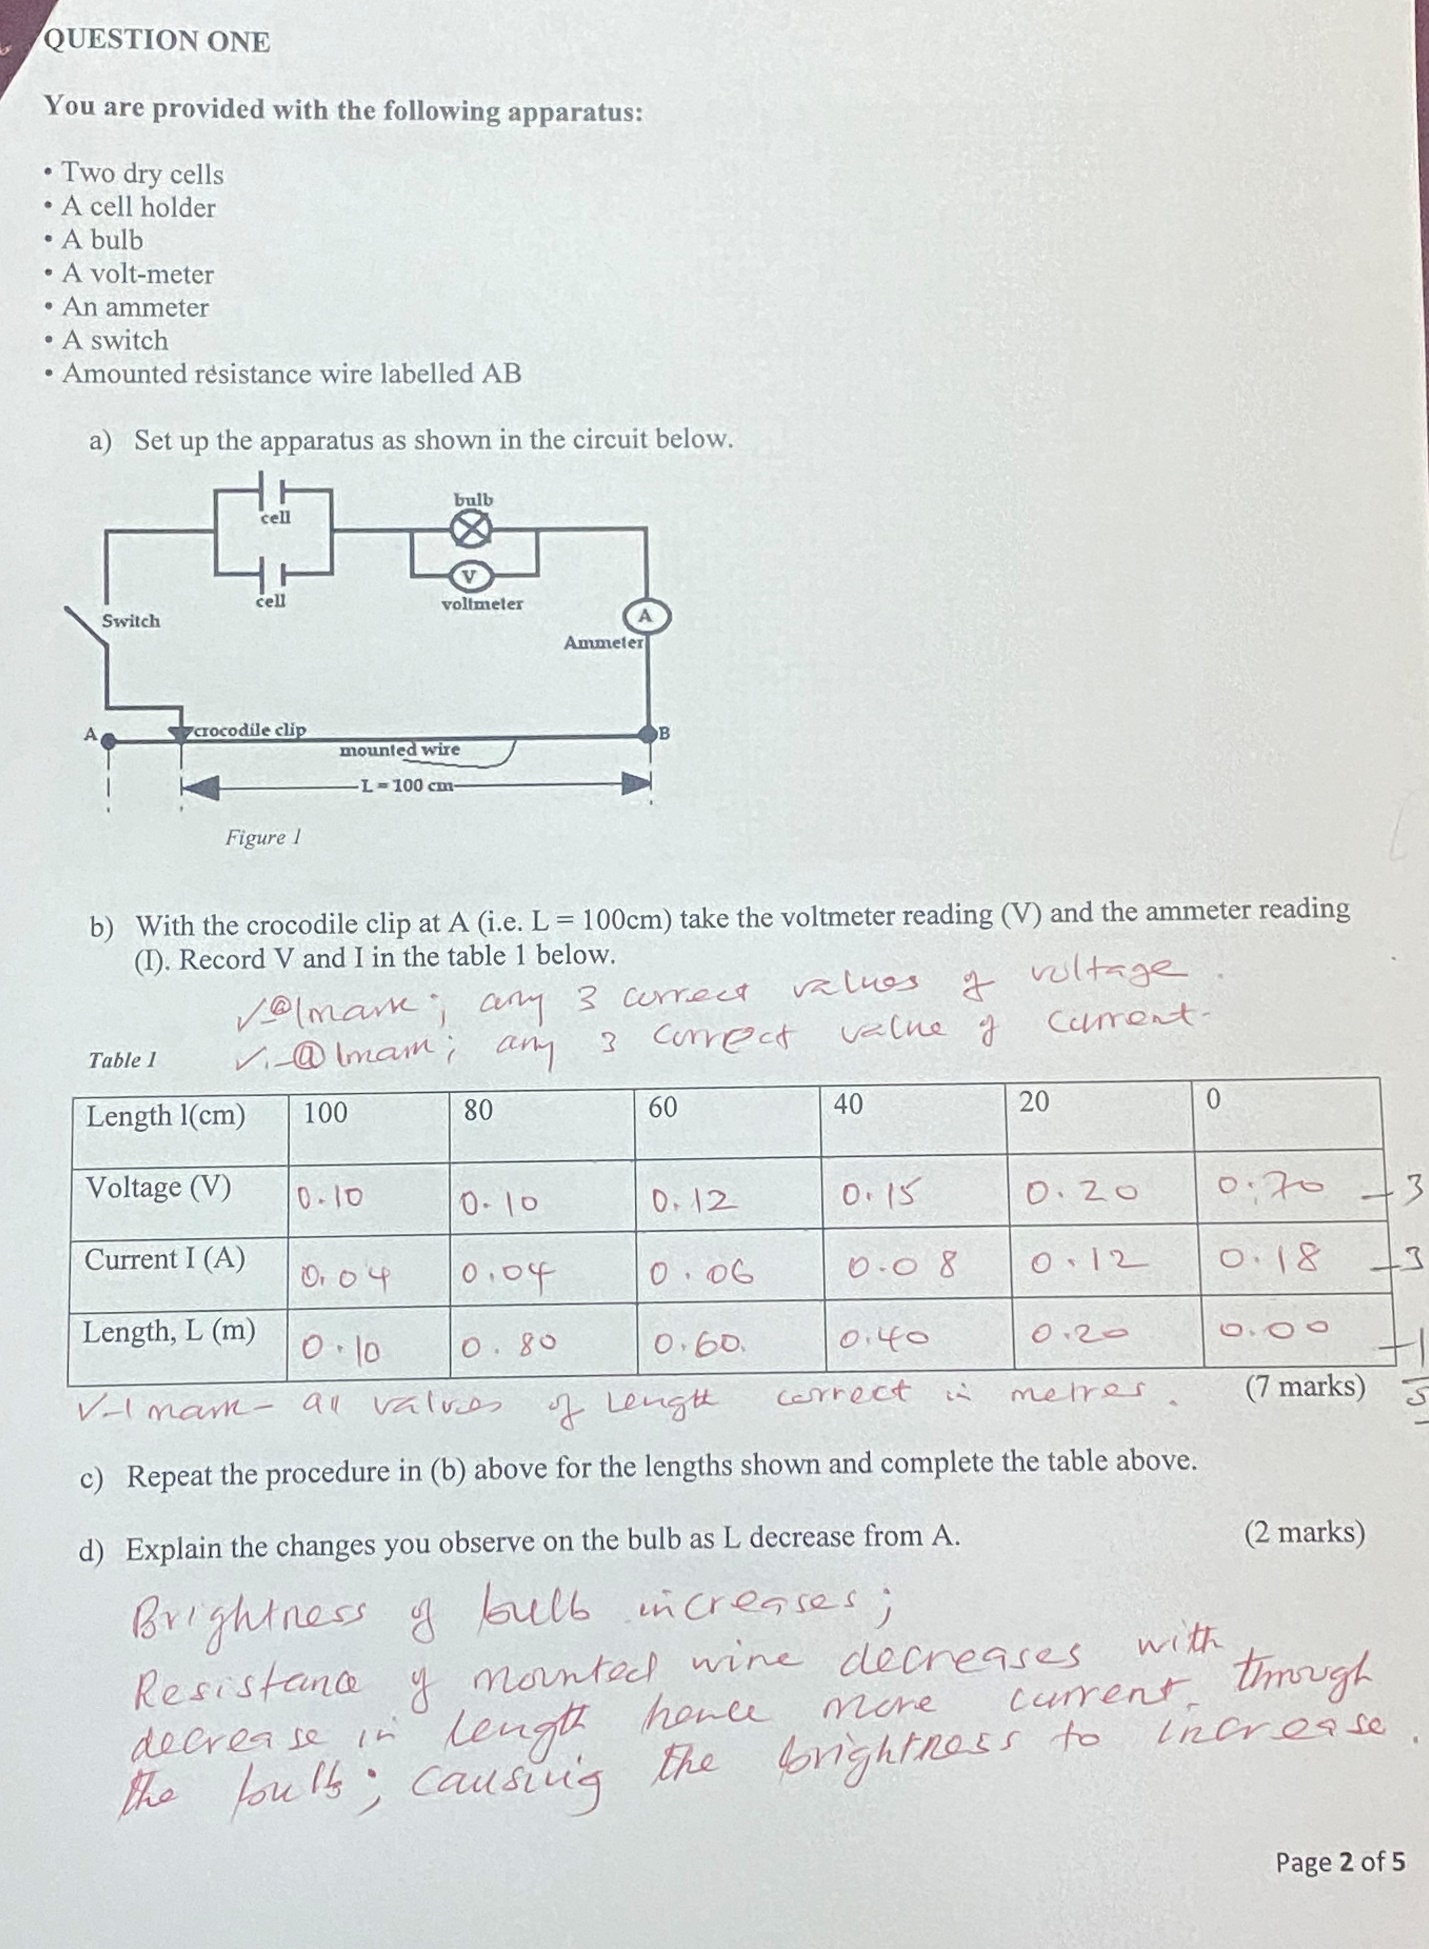 QUESTION ONE
You are provided with the following apparatus:
• Two dry cells
• A cell holder
• A bulb
• A volt-meter
• An ammeter
• A switch
• Amounted resistance wire labelled AB
a) Set up the apparatus as shown in the circuit below.
bulb
cell
V
cell
voltmeter
Switch
A
Ammeter
A
crocodile clip
B
mounted wire
L = 100 cm
Figure 1
b) With the crocodile clip at A (i.e. L = 100cm) take the voltmeter reading (V) and the ammeter reading
(I). Record V and I in the table 1 below.
✓@1mark; any 3 correct values of voltage.
✓-@ 1mark; any 3 correct value of current.
Table 1
Length l(cm) 100 80 60 40 20 0
Voltage (V) 0.10 0.10 0.12 0.15 0.20 0.70 -3
Current I (A) 0.04 0.04 0.06 0.08 0.12 0.18 -3
Length, L (m) 0.10 0.80 0.60. 0.40 0.20 0.00 -1
✓-1 mark - all values of length correct in metres. (7 marks)
c) Repeat the procedure in (b) above for the lengths shown and complete the table above.
d) Explain the changes you observe on the bulb as L decrease from A. (2 marks)
Brightness of bulb increases;
Resistance of mounted wire decreases with
decrease in length hence more current through
the bulb; causing the brightness to increase.
Page 2 of 5